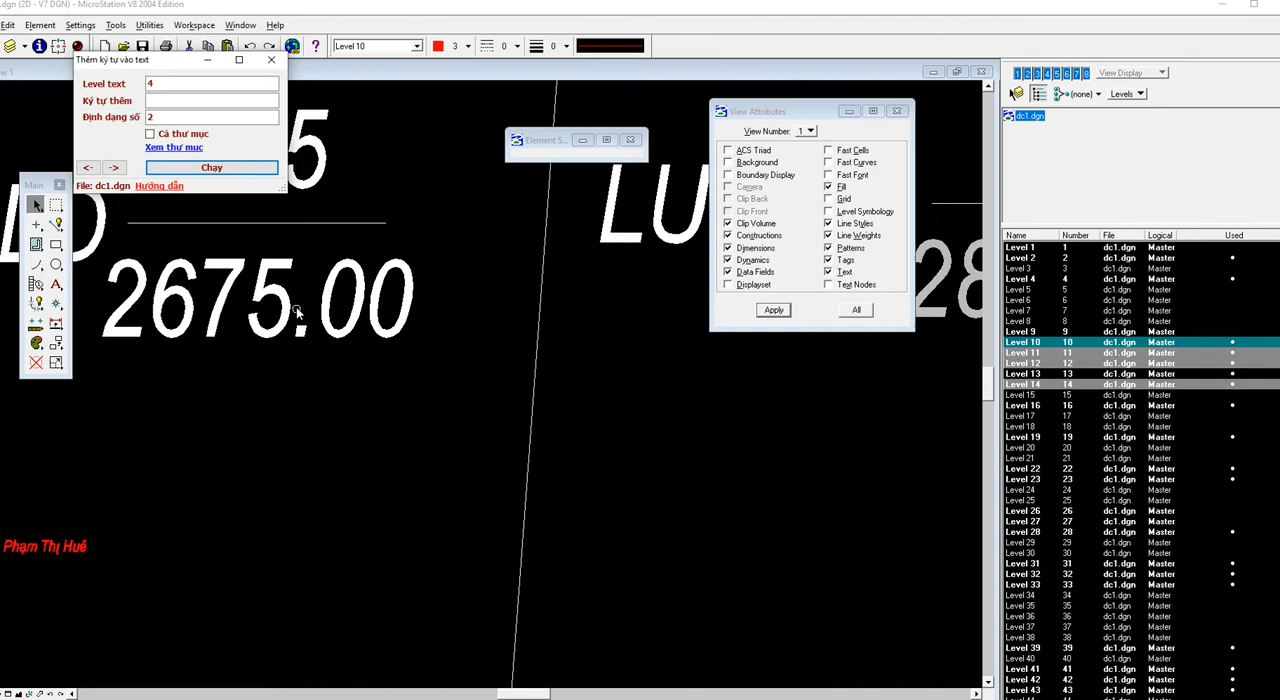 .dgn (2D - V7 DGN) - MicroStation V8 2004 Edition
Edit Element Settings Tools Utilities Workspace Window Help
Level 10 3 0 0
Thêm ký tự vào text
Level text 4
Ký tự thêm
Định dạng số 2
Cả thư mục
Xem thư mục
<- -> Chạy
File: dc1.dgn Hướng dẫn
Main
5
LU
2675.00
28
Phạm Thị Huê
Element S...
View Attributes
View Number: 1
ACS Triad Fast Cells
Background Fast Curves
Boundary Display Fast Font
Camera Fill
Clip Back Grid
Clip Front Level Symbology
Clip Volume Line Styles
Constructions Line Weights
Dimensions Patterns
Dynamics Tags
Data Fields Text
Displayset Text Nodes
Apply All
1 2 3 4 5 6 7 8 View Display
(none) Levels
dc1.dgn
Name Number File Logical Used
Level 1 1 dc1.dgn Master
Level 2 2 dc1.dgn Master •
Level 3 3 dc1.dgn Master
Level 4 4 dc1.dgn Master •
Level 5 5 dc1.dgn Master
Level 6 6 dc1.dgn Master
Level 7 7 dc1.dgn Master
Level 8 8 dc1.dgn Master
Level 9 9 dc1.dgn Master
Level 10 10 dc1.dgn Master •
Level 11 11 dc1.dgn Master •
Level 12 12 dc1.dgn Master •
Level 13 13 dc1.dgn Master •
Level 14 14 dc1.dgn Master •
Level 15 15 dc1.dgn Master
Level 16 16 dc1.dgn Master •
Level 17 17 dc1.dgn Master
Level 18 18 dc1.dgn Master
Level 19 19 dc1.dgn Master •
Level 20 20 dc1.dgn Master
Level 21 21 dc1.dgn Master
Level 22 22 dc1.dgn Master •
Level 23 23 dc1.dgn Master •
Level 24 24 dc1.dgn Master
Level 25 25 dc1.dgn Master
Level 26 26 dc1.dgn Master
Level 27 27 dc1.dgn Master
Level 28 28 dc1.dgn Master •
Level 29 29 dc1.dgn Master
Level 30 30 dc1.dgn Master
Level 31 31 dc1.dgn Master •
Level 32 32 dc1.dgn Master •
Level 33 33 dc1.dgn Master •
Level 34 34 dc1.dgn Master
Level 35 35 dc1.dgn Master
Level 36 36 dc1.dgn Master
Level 37 37 dc1.dgn Master
Level 38 38 dc1.dgn Master
Level 39 39 dc1.dgn Master •
Level 40 40 dc1.dgn Master
Level 41 41 dc1.dgn Master •
Level 42 42 dc1.dgn Master •
Level 43 43 dc1.dgn Master •